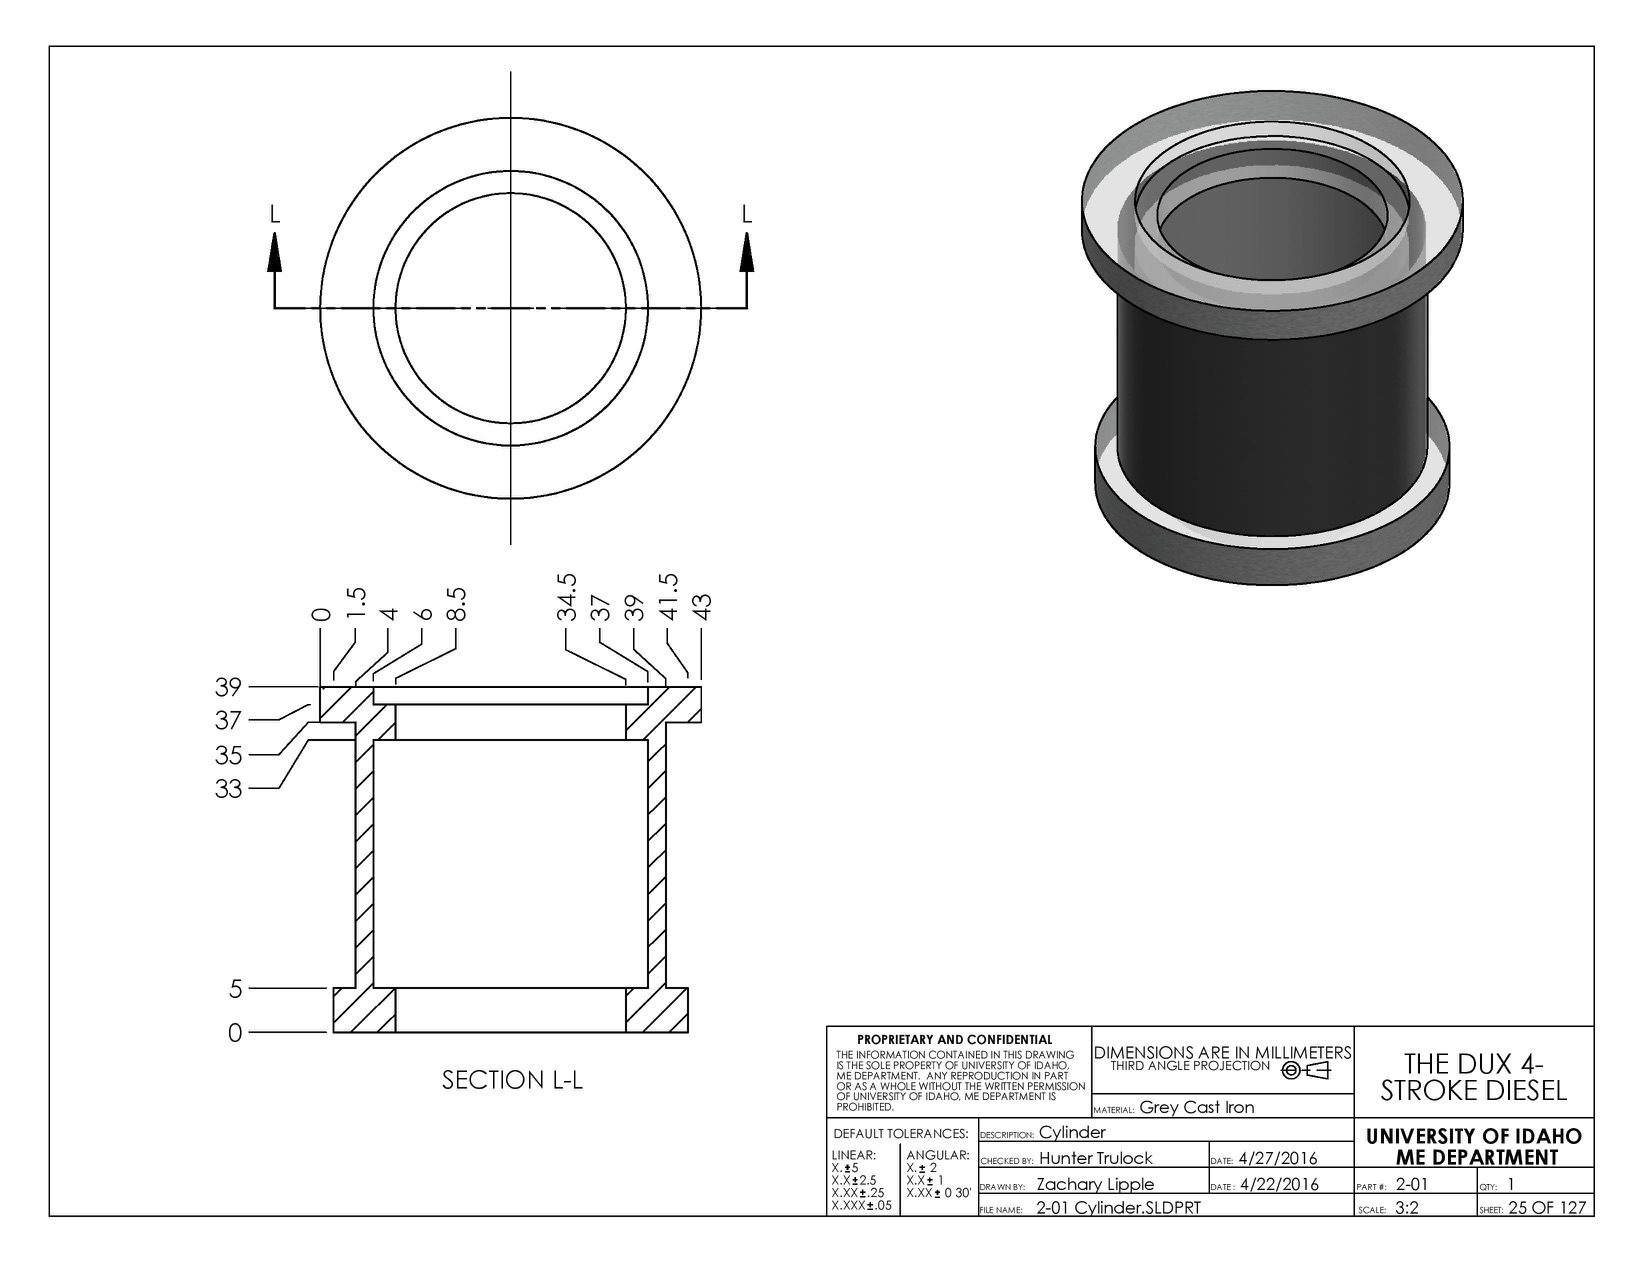 L
L
0
1.5
4
6
8.5
34.5
37
39
41.5
43
39
37
35
33
5
0
SECTION L-L
PROPRIETARY AND CONFIDENTIAL
THE INFORMATION CONTAINED IN THIS DRAWING
IS THE SOLE PROPERTY OF UNIVERSITY OF IDAHO,
ME DEPARTMENT. ANY REPRODUCTION IN PART
OR AS A WHOLE WITHOUT THE WRITTEN PERMISSION
OF UNIVERSITY OF IDAHO, ME DEPARTMENT IS
PROHIBITED.
DIMENSIONS ARE IN MILLIMETERS
THIRD ANGLE PROJECTION
MATERIAL: Grey Cast Iron
THE DUX 4-
STROKE DIESEL
DEFAULT TOLERANCES:
LINEAR:
X.±5
X.X±2.5
X.XX±.25
X.XXX±.05
ANGULAR:
X.± 2
X.X± 1
X.XX± 0 30'
DESCRIPTION: Cylinder
CHECKED BY: Hunter Trulock
DATE: 4/27/2016
DRAWN BY: Zachary Lipple
DATE: 4/22/2016
FILE NAME: 2-01 Cylinder.SLDPRT
UNIVERSITY OF IDAHO
ME DEPARTMENT
PART #: 2-01
QTY: 1
SCALE: 3:2
SHEET: 25 OF 127